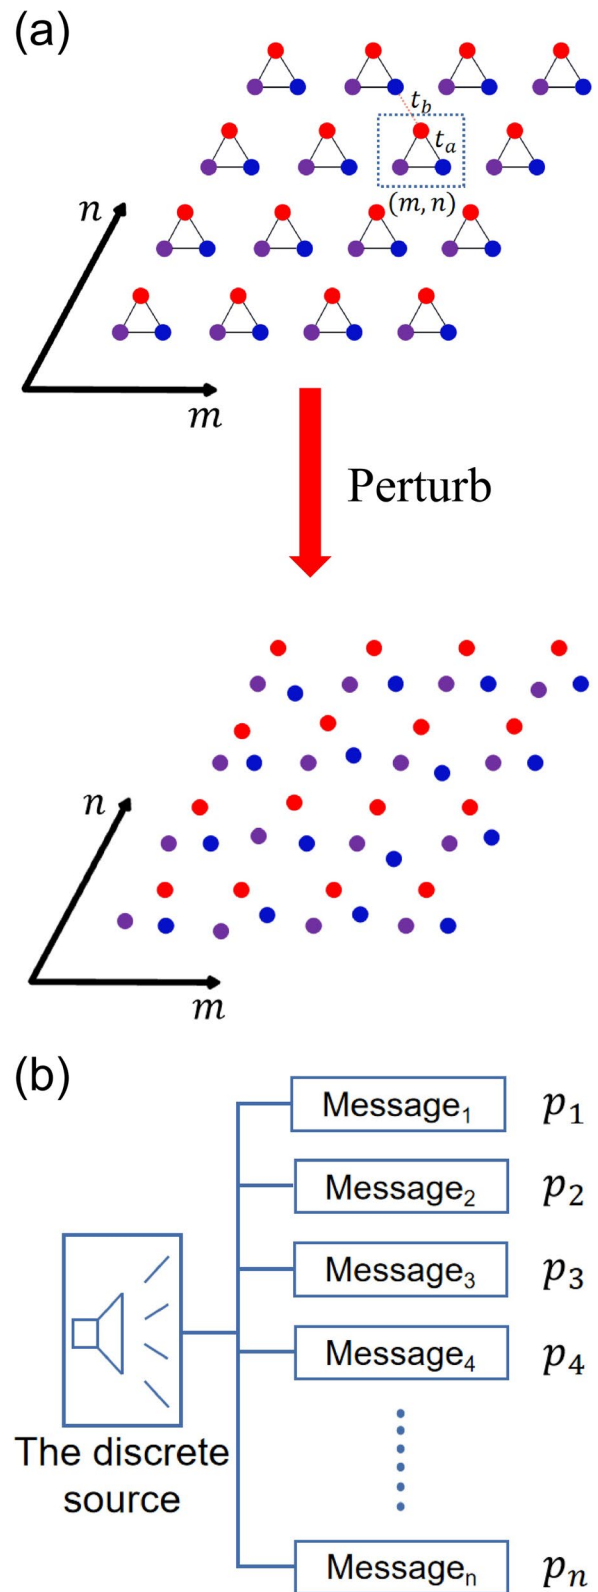 (a)
t_b
t_a
(m, n)
n
m
Perturb
n
m
(b)
Message₁ p₁
Message₂ p₂
Message₃ p₃
Message₄ p₄
The discrete
source
Messageₙ pₙ